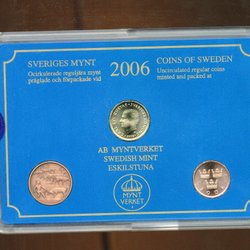 SVERIGES MYNT
Ocirkulerade reguljära mynt
präglade och förpackade vid
2006
COINS OF SWEDEN
Uncirculated regular coins
minted and packed at
AB MYNTVERKET
SWEDISH MINT
ESKILSTUNA
MYNT
VERKET